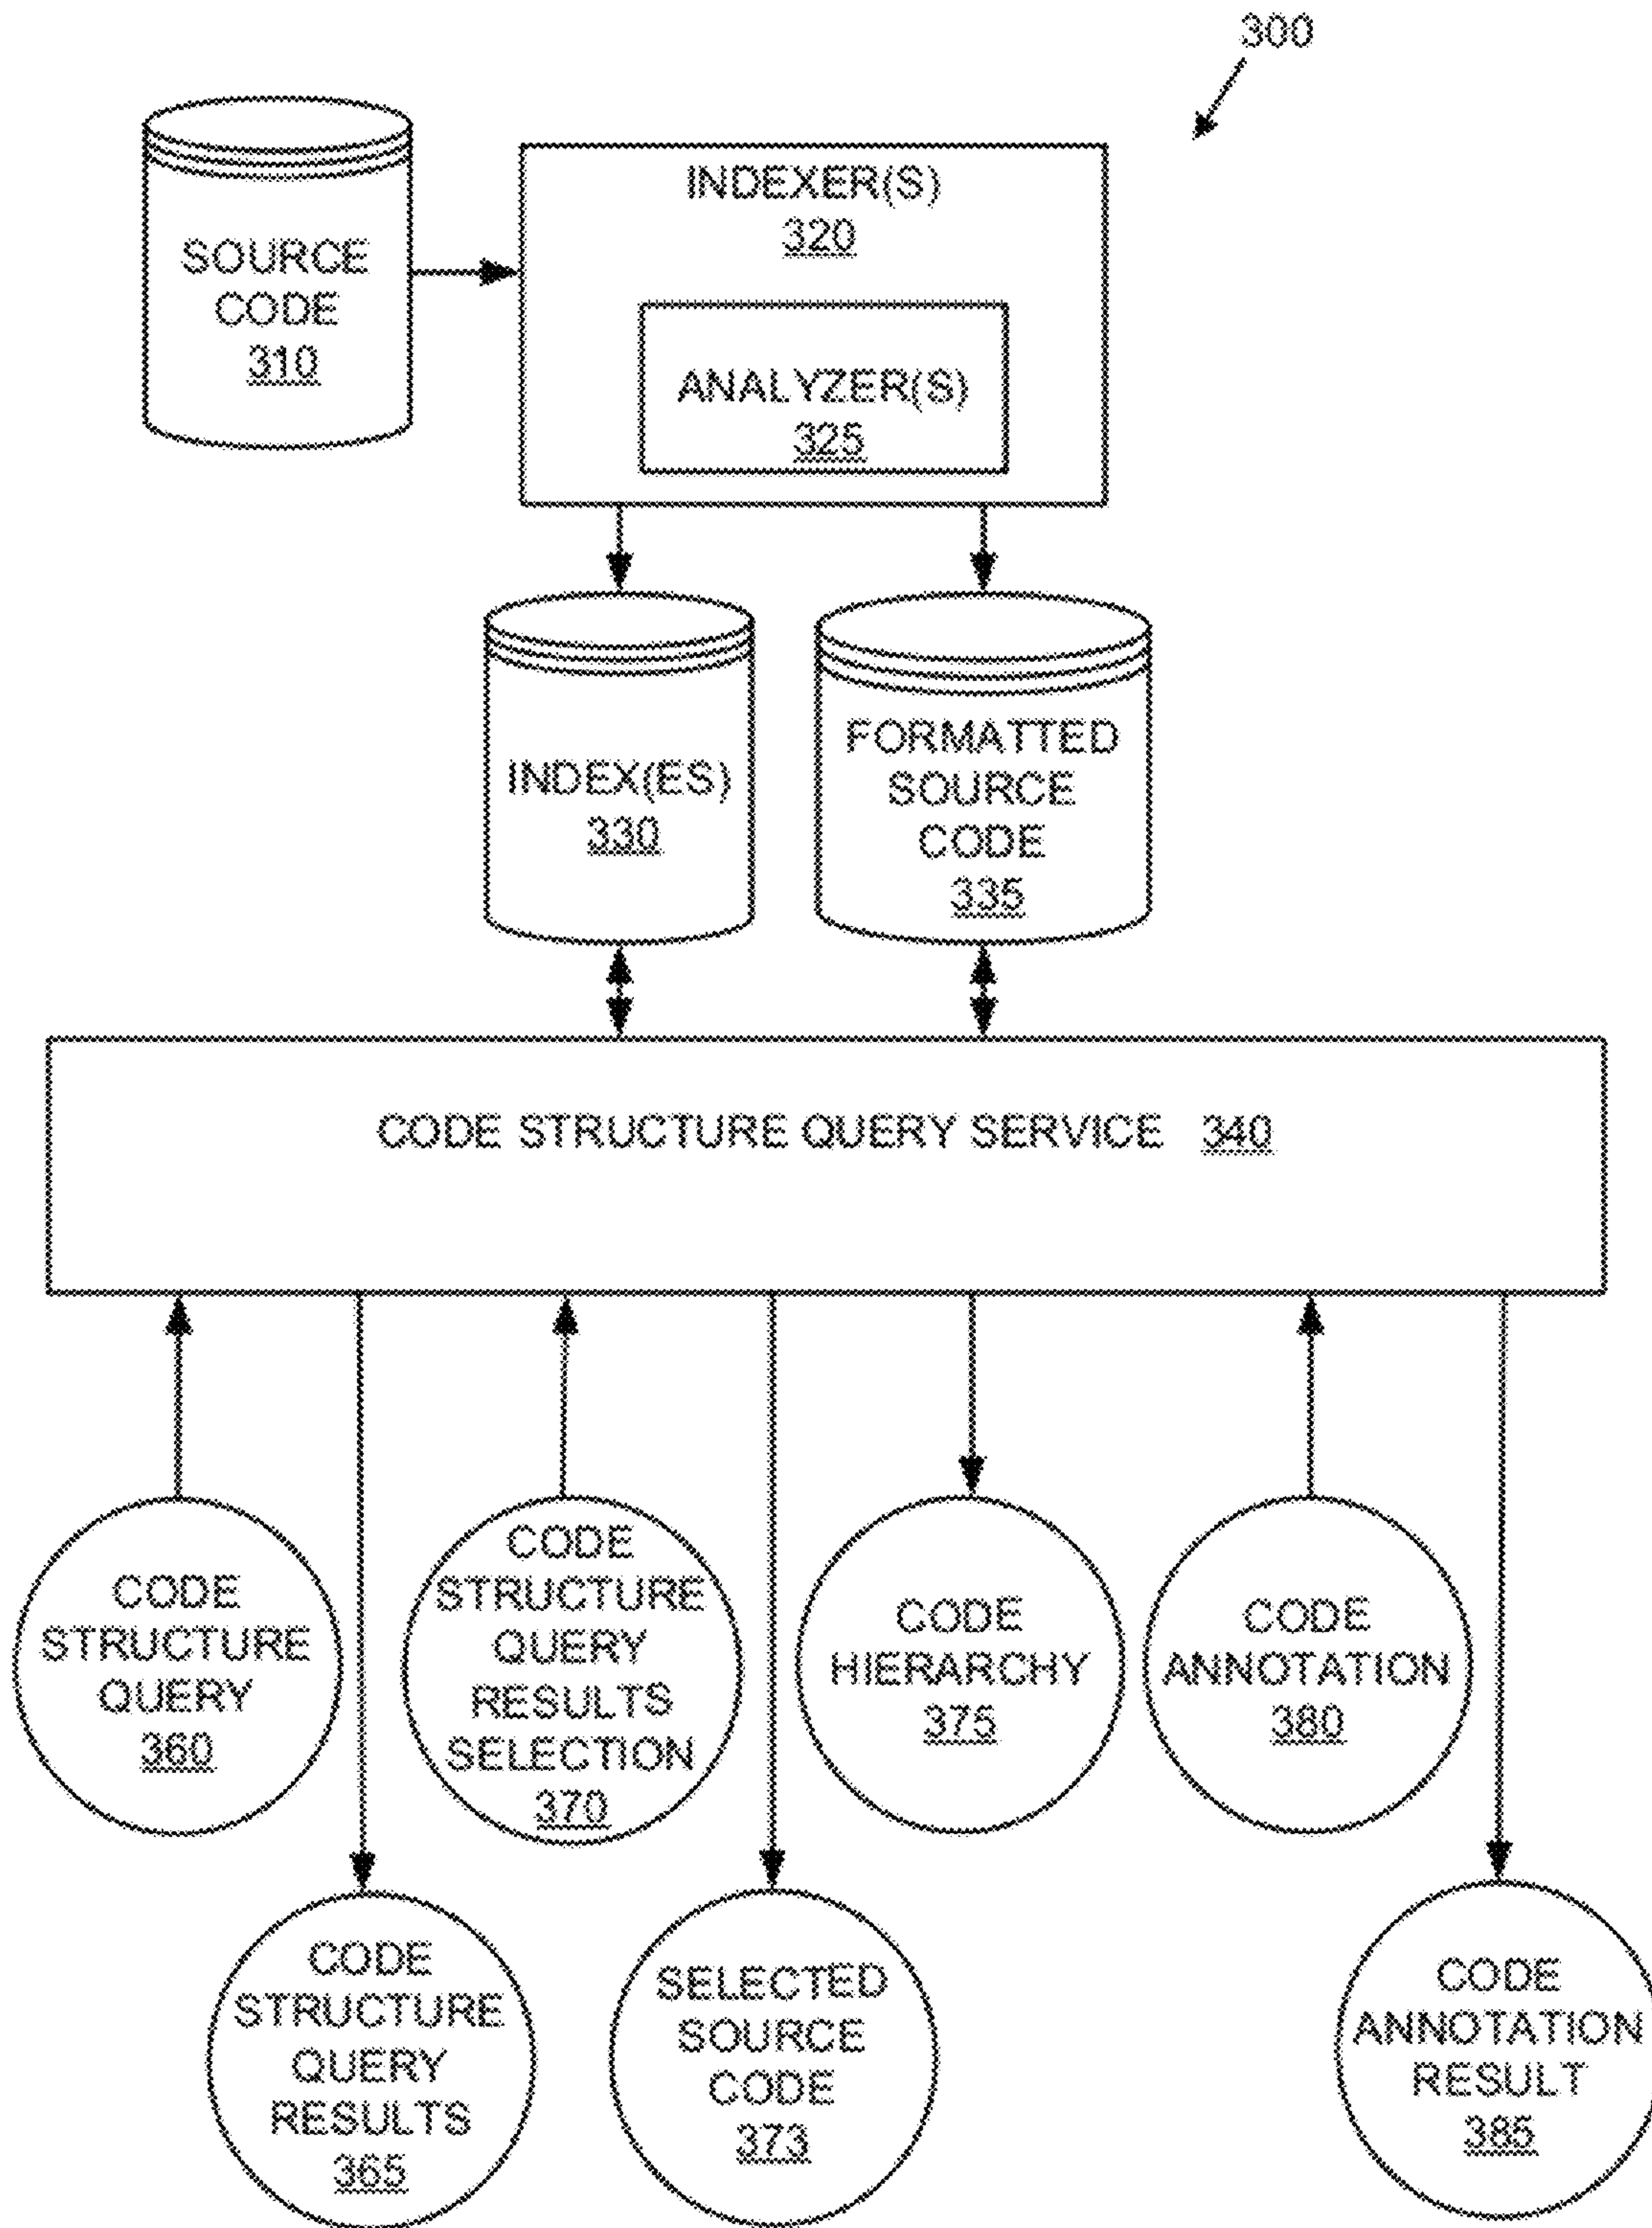 300
SOURCE
CODE
310
INDEXER(S)
320
ANALYZER(S)
325
INDEX(ES)
330
FORMATTED
SOURCE
CODE
335
CODE STRUCTURE QUERY SERVICE 340
CODE
STRUCTURE
QUERY
360
CODE
STRUCTURE
QUERY
RESULTS
SELECTION
370
CODE
HIERARCHY
375
CODE
ANNOTATION
380
CODE
STRUCTURE
QUERY
RESULTS
365
SELECTED
SOURCE
CODE
373
CODE
ANNOTATION
RESULT
385